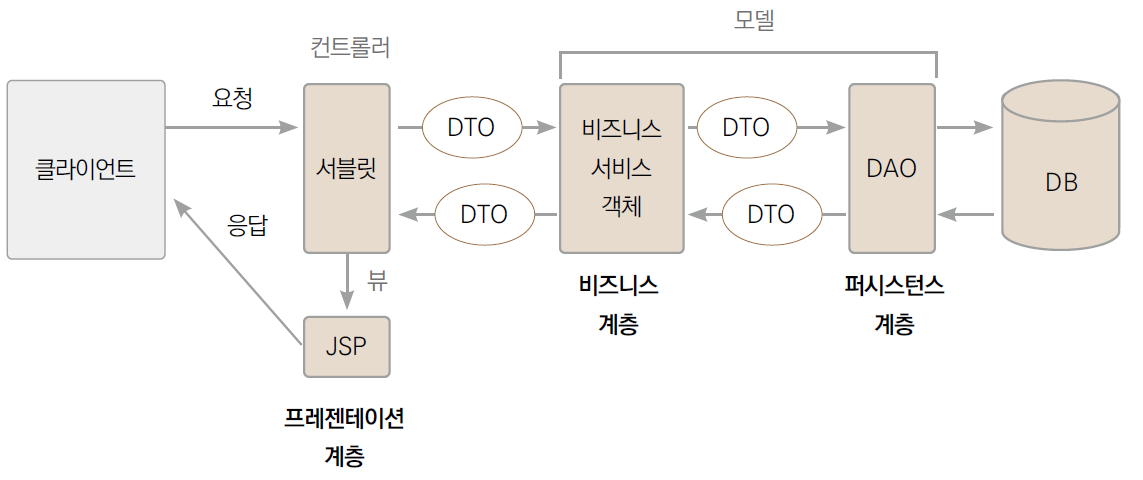 모델
컨트롤러
요청
클라이언트
응답
서블릿
DTO
DTO
비즈니스
서비스
객체
DTO
DTO
DAO
DB
뷰
JSP
비즈니스
계층
퍼시스턴스
계층
프레젠테이션
계층